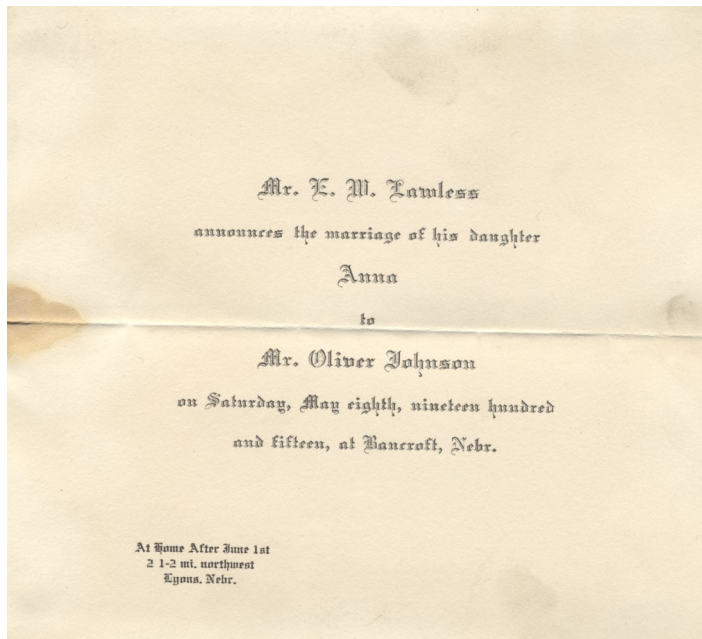 Mr. E. W. Lawless
announces the marriage of his daughter
Anna
to
Mr. Oliver Johnson
on Saturday, May eighth, nineteen hundred
and fifteen, at Bancroft, Nebr.
At Home After June 1st
2 1-2 mi. northwest
Lyons, Nebr.